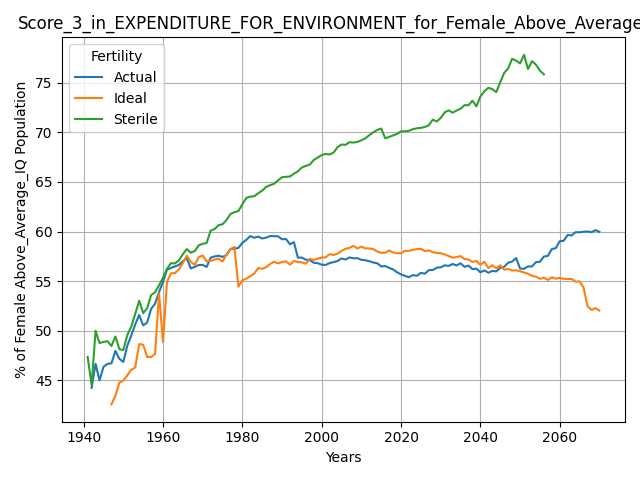 Score_3_in_EXPENDITURE_FOR_ENVIRONMENT_for_Female_Above_Average
Fertility
Actual
Ideal
Sterile
% of Female Above_Average_IQ Population
75
70
65
60
55
50
45
1940 1960 1980 2000 2020 2040 2060
Years